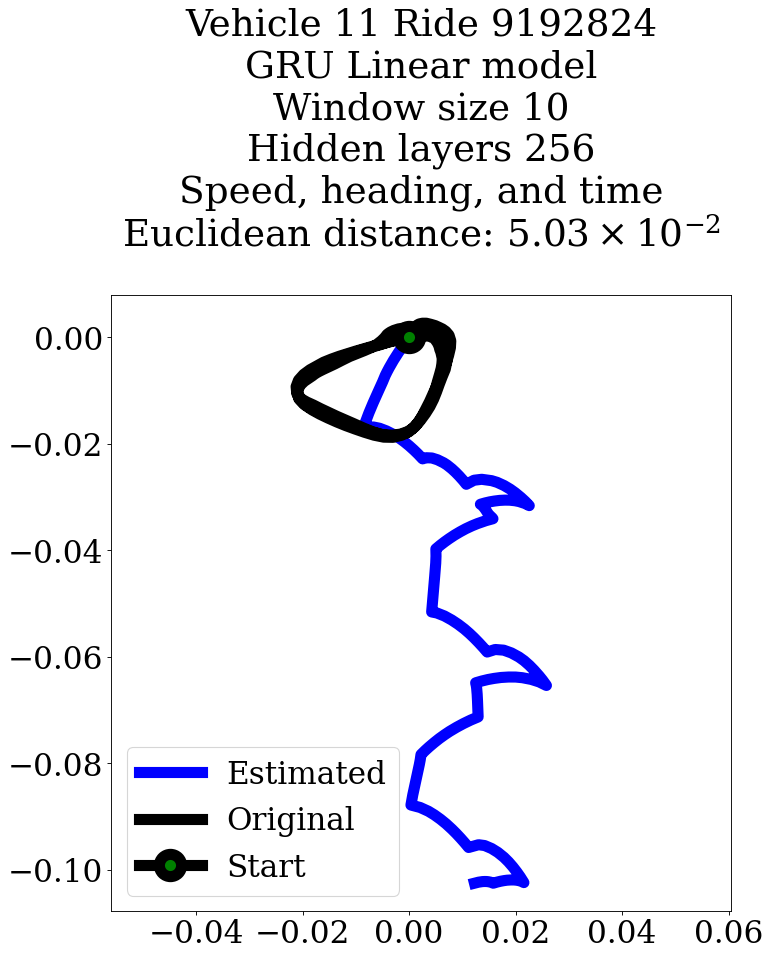 Vehicle 11 Ride 9192824
GRU Linear model
Window size 10
Hidden layers 256
Speed, heading, and time
Euclidean distance: 5.03 × 10⁻²
0.00
−0.02
−0.04
−0.06
−0.08
−0.10
Estimated
Original
Start
−0.04 −0.02 0.00 0.02 0.04 0.06